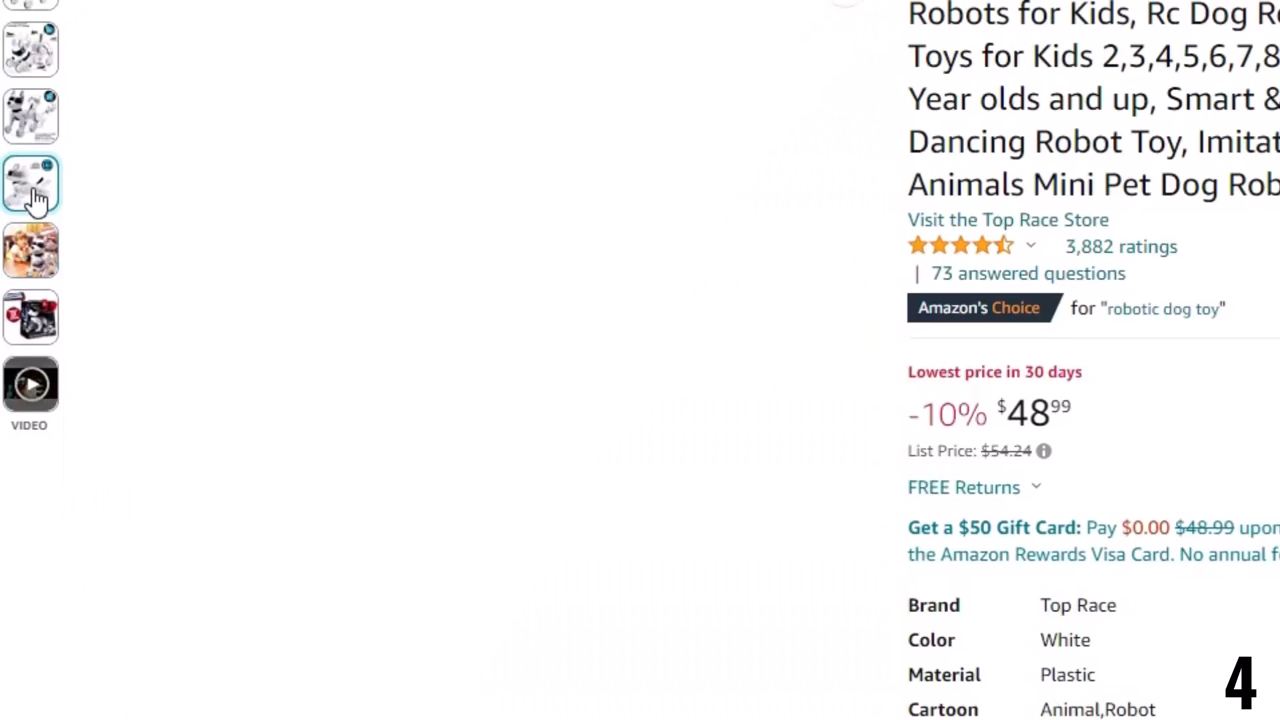 Robots for Kids, Rc Dog R
Toys for Kids 2,3,4,5,6,7,8
Year olds and up, Smart &
Dancing Robot Toy, Imitat
Animals Mini Pet Dog Rob
Visit the Top Race Store
3,882 ratings
| 73 answered questions
Amazon's Choice for "robotic dog toy"
Lowest price in 30 days
-10% $48 99
List Price: $54.24
FREE Returns
Get a $50 Gift Card: Pay $0.00 $48.99 upon
the Amazon Rewards Visa Card. No annual f
Brand Top Race
Color White
Material Plastic
Cartoon Animal,Robot
VIDEO
4